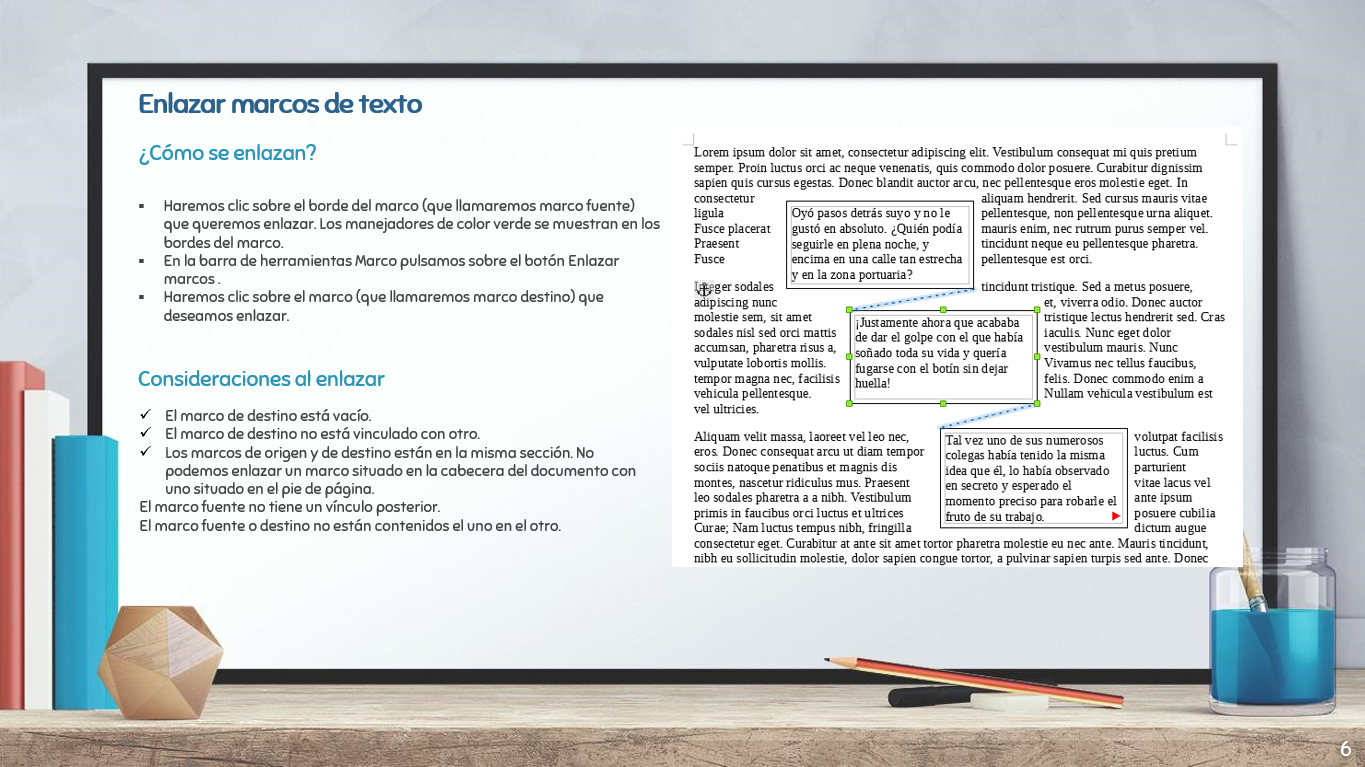 Enlazar marcos de texto
¿Cómo se enlazan?
▪ Haremos clic sobre el borde del marco (que llamaremos marco fuente)
que queremos enlazar. Los manejadores de color verde se muestran en los
bordes del marco.
▪ En la barra de herramientas Marco pulsamos sobre el botón Enlazar
marcos .
▪ Haremos clic sobre el marco (que llamaremos marco destino) que
deseamos enlazar.
Consideraciones al enlazar
✓ El marco de destino está vacío.
✓ El marco de destino no está vinculado con otro.
✓ Los marcos de origen y de destino están en la misma sección. No
podemos enlazar un marco situado en la cabecera del documento con
uno situado en el pie de página.
El marco fuente no tiene un vínculo posterior.
El marco fuente o destino no están contenidos el uno en el otro.
Lorem ipsum dolor sit amet, consectetur adipiscing elit. Vestibulum consequat mi quis pretium
semper. Proin luctus orci ac neque venenatis, quis commodo dolor posuere. Curabitur dignissim
sapien quis cursus egestas. Donec blandit auctor arcu, nec pellentesque eros molestie eget. In
consectetur
ligula
Fusce placerat
Praesent
Fusce
Oyó pasos detrás suyo y no le
gustó en absoluto. ¿Quién podía
seguirle en plena noche, y
encima en una calle tan estrecha
y en la zona portuaria?
aliquam hendrerit. Sed cursus mauris vitae
pellentesque, non pellentesque urna aliquet.
mauris enim, nec rutrum purus semper vel.
tincidunt neque eu pellentesque pharetra.
pellentesque est orci.
Integer sodales
adipiscing nunc
molestie sem, sit amet
sodales nisl sed orci mattis
accumsan, pharetra risus a,
vulputate lobortis mollis.
tempor magna nec, facilisis
vehicula pellentesque.
vel ultricies.
¡Justamente ahora que acababa
de dar el golpe con el que había
soñado toda su vida y quería
fugarse con el botín sin dejar
huella!
tincidunt tristique. Sed a metus posuere,
et, viverra odio. Donec auctor
tristique lectus hendrerit sed. Cras
iaculis. Nunc eget dolor
vestibulum mauris. Nunc
Vivamus nec tellus faucibus,
felis. Donec commodo enim a
Nullam vehicula vestibulum est
Aliquam velit massa, laoreet vel leo nec,
eros. Donec consequat arcu ut diam tempor
sociis natoque penatibus et magnis dis
montes, nascetur ridiculus mus. Praesent
leo sodales pharetra a a nibh. Vestibulum
primis in faucibus orci luctus et ultrices
Curae; Nam luctus tempus nibh, fringilla
Tal vez uno de sus numerosos
colegas había tenido la misma
idea que él, lo había observado
en secreto y esperado el
momento preciso para robarle el
fruto de su trabajo.
volutpat facilisis
luctus. Cum
parturient
vitae lacus vel
ante ipsum
posuere cubilia
dictum augue
consectetur eget. Curabitur at ante sit amet tortor pharetra molestie eu nec ante. Mauris tincidunt,
nibh eu sollicitudin molestie, dolor sapien congue tortor, a pulvinar sapien turpis sed ante. Donec
6